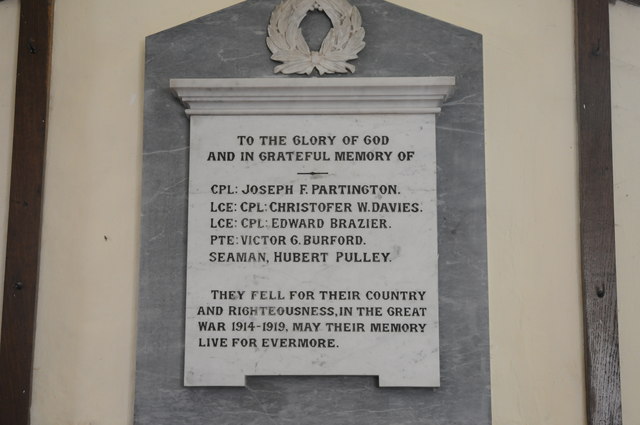 TO THE GLORY OF GOD
AND IN GRATEFUL MEMORY OF
CPL: JOSEPH F. PARTINGTON.
LCE: CPL: CHRISTOFER W. DAVIES.
LCE: CPL: EDWARD BRAZIER.
PTE: VICTOR G. BURFORD.
SEAMAN, HUBERT PULLEY.
THEY FELL FOR THEIR COUNTRY
AND RIGHTEOUSNESS, IN THE GREAT
WAR 1914-1919, MAY THEIR MEMORY
LIVE FOR EVERMORE.